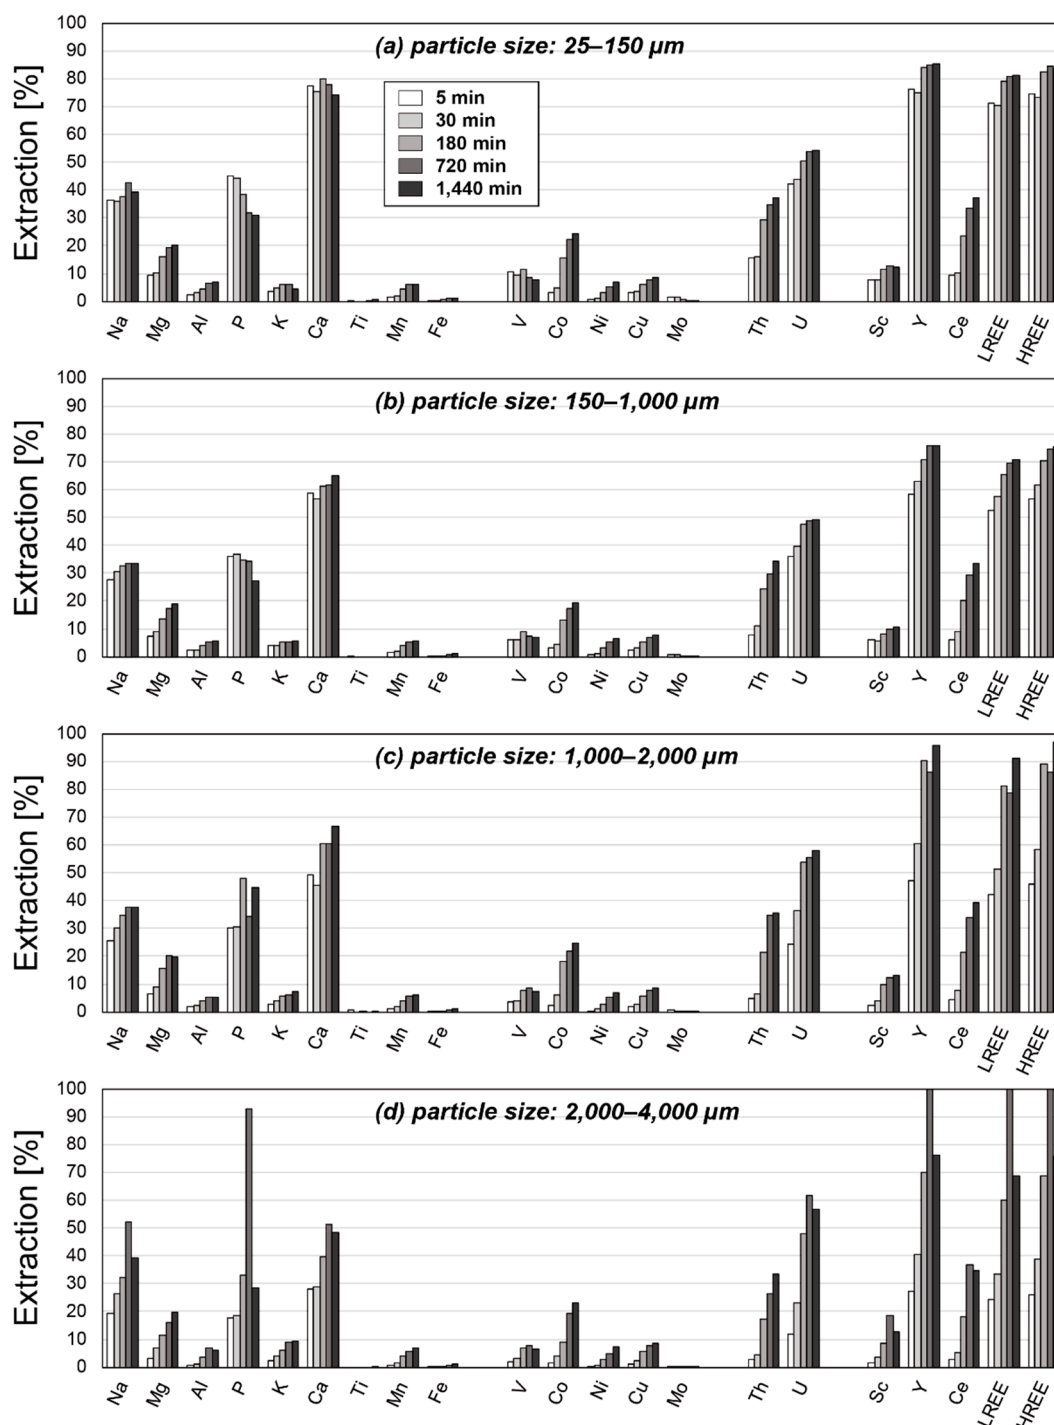 (a) particle size: 25–150 µm
Extraction [%]
100
90
80
70
60
50
40
30
20
10
0
5 min
30 min
180 min
720 min
1,440 min
Na Mg Al P K Ca Ti Mn Fe V Co Ni Cu Mo Th U Sc Y Ce LREE HREE
(b) particle size: 150–1,000 µm
Extraction [%]
100
90
80
70
60
50
40
30
20
10
0
Na Mg Al P K Ca Ti Mn Fe V Co Ni Cu Mo Th U Sc Y Ce LREE HREE
(c) particle size: 1,000–2,000 µm
Extraction [%]
100
90
80
70
60
50
40
30
20
10
0
Na Mg Al P K Ca Ti Mn Fe V Co Ni Cu Mo Th U Sc Y Ce LREE HREE
(d) particle size: 2,000–4,000 µm
Extraction [%]
100
90
80
70
60
50
40
30
20
10
0
Na Mg Al P K Ca Ti Mn Fe V Co Ni Cu Mo Th U Sc Y Ce LREE HREE